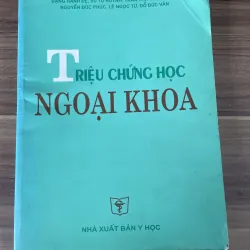 NGUYỄN ĐỨC PHÚC, LÊ NGỌC TỪ, ĐỖ ĐỨC VÂN
TRIỆU CHỨNG HỌC
NGOẠI KHOA
NHÀ XUẤT BẢN Y HỌC